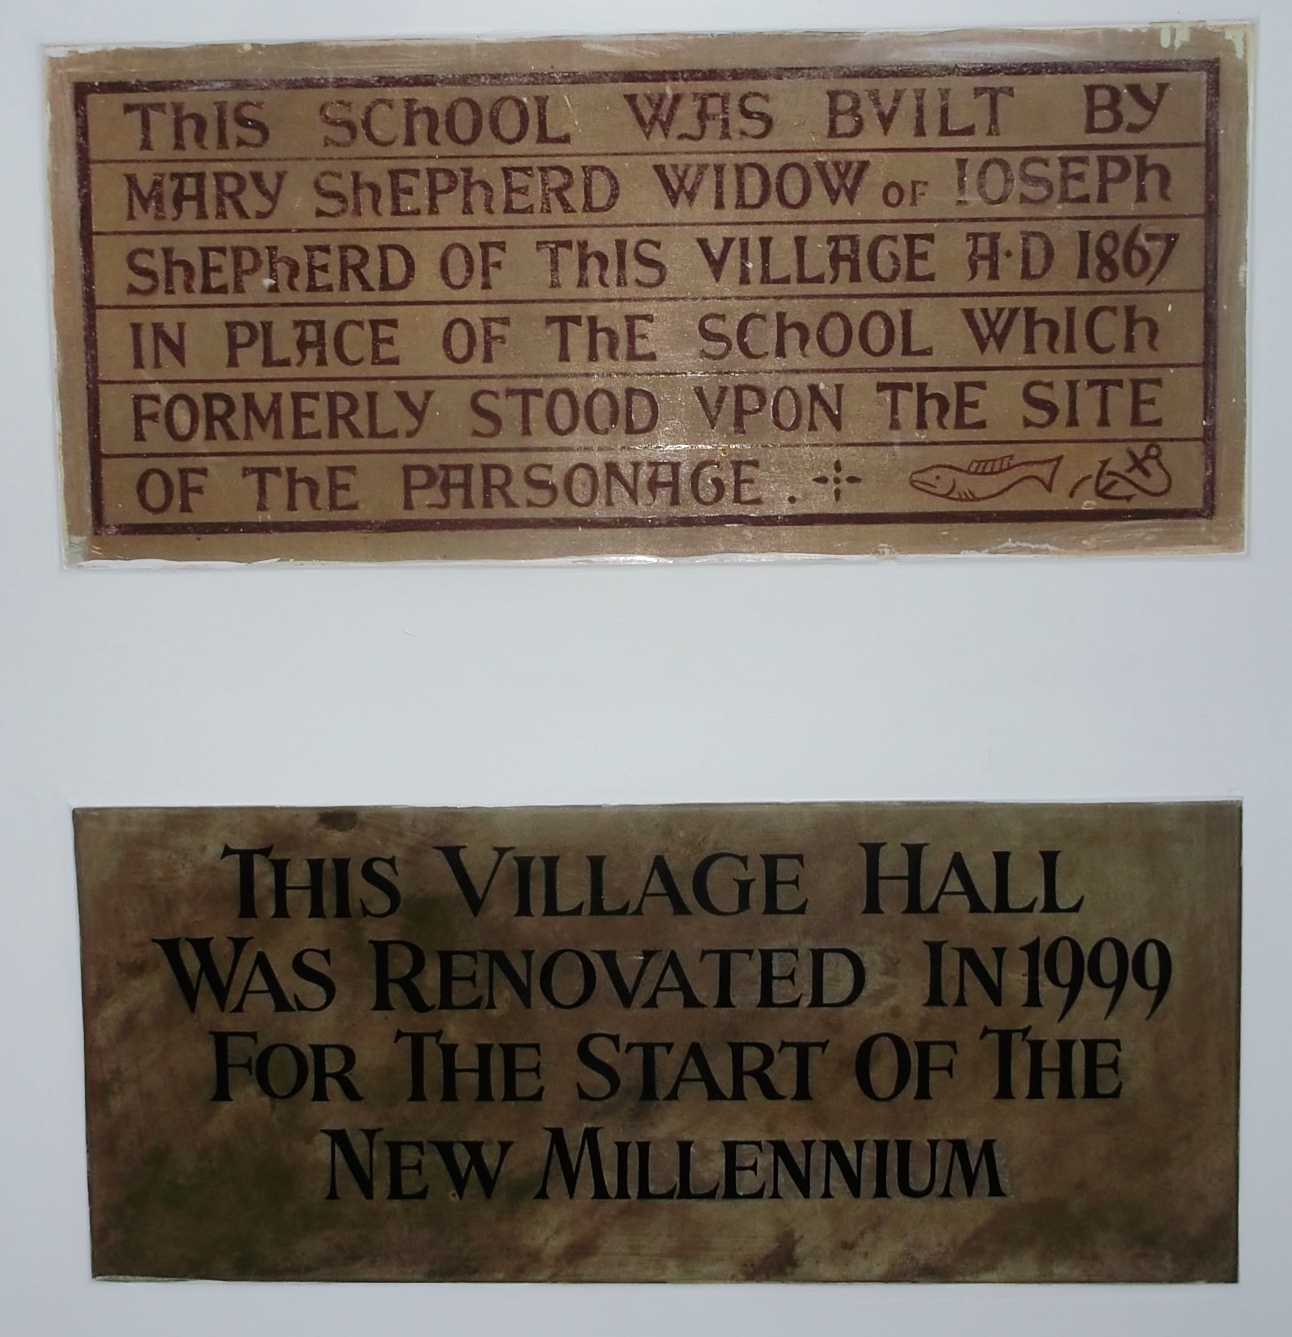 THIS SCHOOL WAS BVILT BY
MARY SHEPHERD WIDOW OF IOSEPH
SHEPHERD OF THIS VILLAGE A·D 1867
IN PLACE OF THE SCHOOL WHICH
FORMERLY STOOD VPON THE SITE
OF THE PARSONAGE.
THIS VILLAGE HALL
WAS RENOVATED IN 1999
FOR THE START OF THE
NEW MILLENNIUM